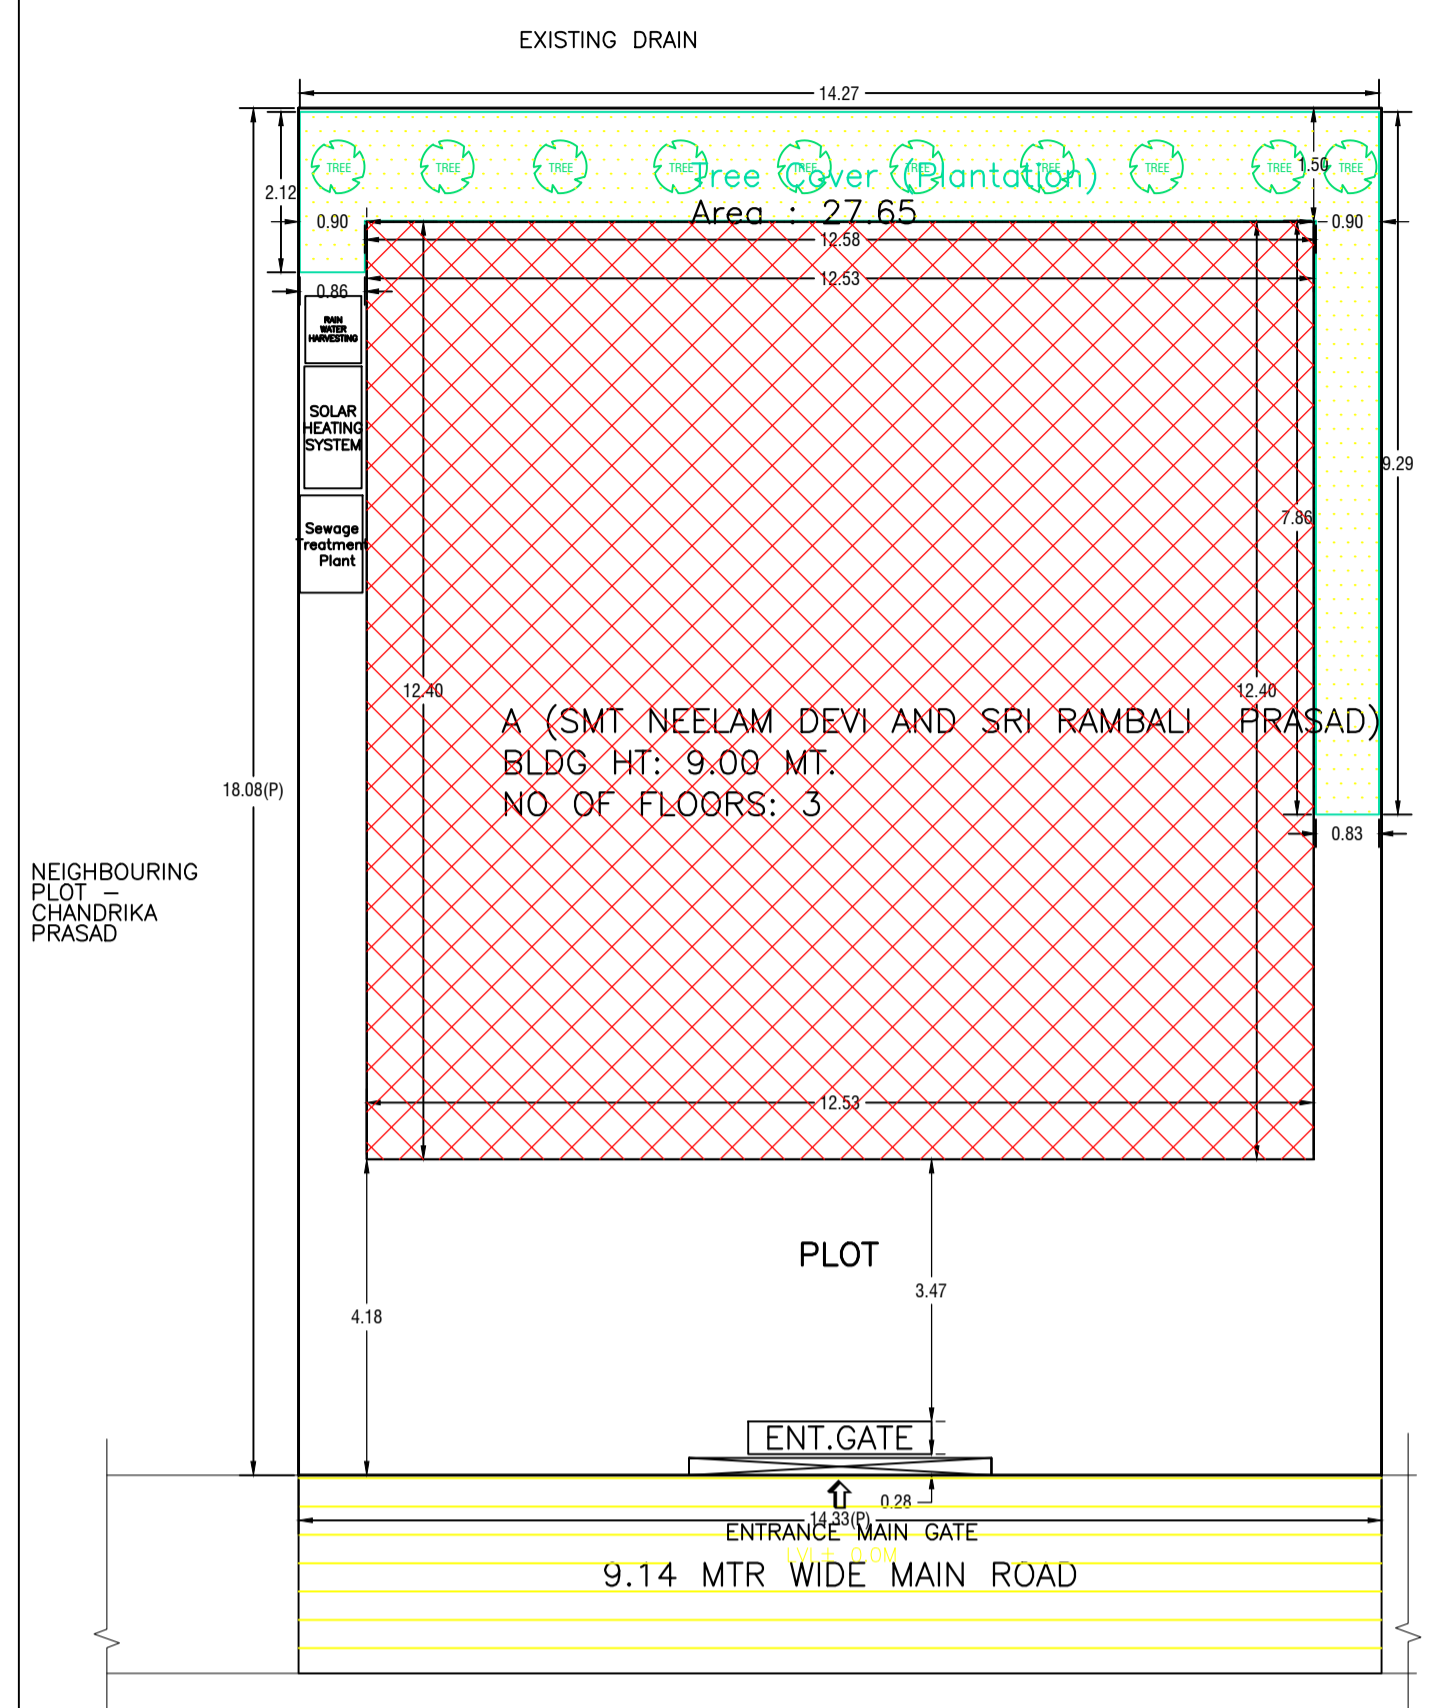 EXISTING DRAIN
14.27
TREE TREE TREE TREE TREE TREE TREE TREE TREE TREE
1.50
Tree Cover (Plantation)
2.12
Area : 27.65
0.90
0.90
12.58
12.53
0.86
RAIN
WATER
HARVESTING
SOLAR
HEATING
SYSTEM
9.29
7.86
Sewage
Treatment
Plant
12.40
12.40
A (SMT NEELAM DEVI AND SRI RAMBALI PRASAD)
BLDG HT: 9.00 MT.
NO OF FLOORS: 3
18.08(P)
0.83
NEIGHBOURING
PLOT –
CHANDRIKA
PRASAD
12.53
PLOT
3.47
4.18
ENT.GATE
0.28
14.33(P)
ENTRANCE MAIN GATE
LVL± 0.0M
9.14 MTR WIDE MAIN ROAD